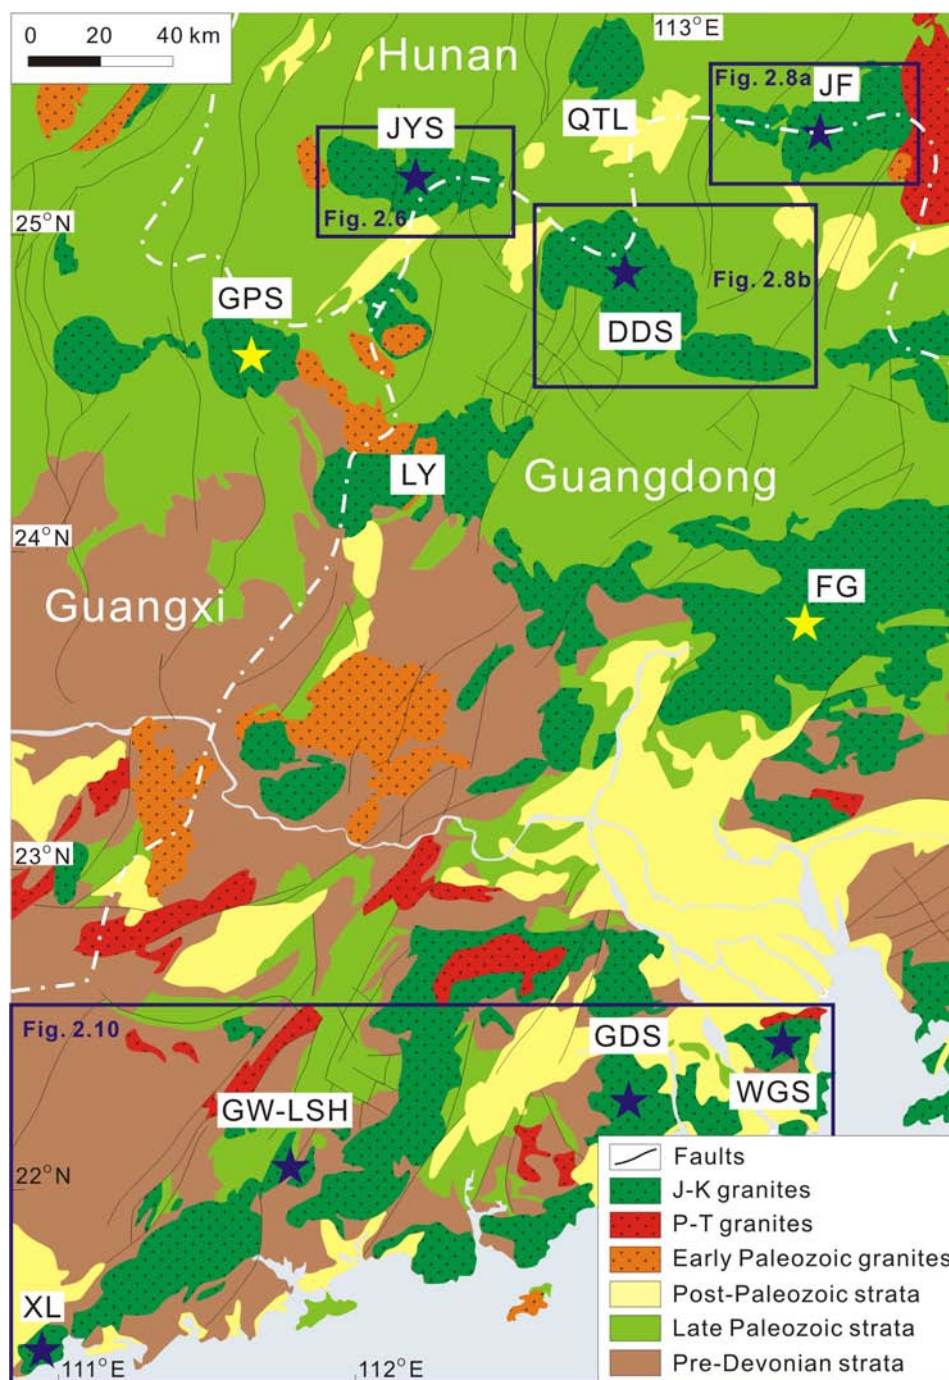 0 20 40 km
113°E
Hunan
Fig. 2.8a
JF
QTL
JYS
25°N
Fig. 2.6
Fig. 2.8b
GPS
DDS
LY
Guangdong
24°N
FG
Guangxi
23°N
Fig. 2.10
GDS
WGS
GW-LSH
22°N
XL
111°E
112°E
Faults
J-K granites
P-T granites
Early Paleozoic granites
Post-Paleozoic strata
Late Paleozoic strata
Pre-Devonian strata